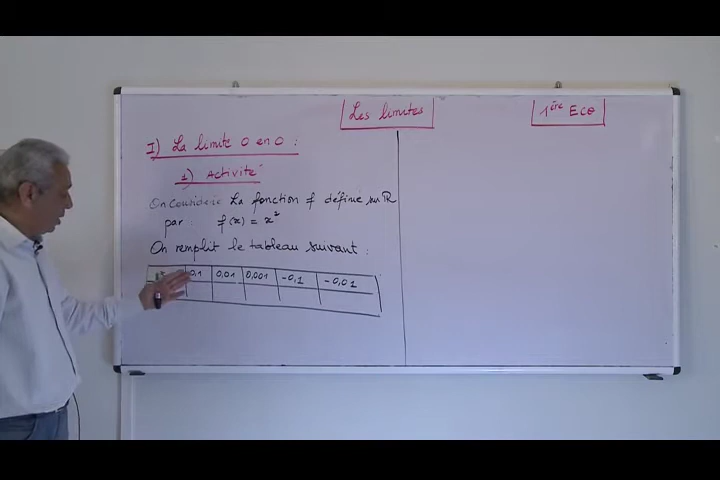 Les limites
1ère Eco
I) La limite 0 en 0 :
1) Activité
On Considère La fonction f définie sur ℝ
par : f(x) = x²
On remplit le tableau suivant :
0,1 0,01 0,001 -0,1 -0,01